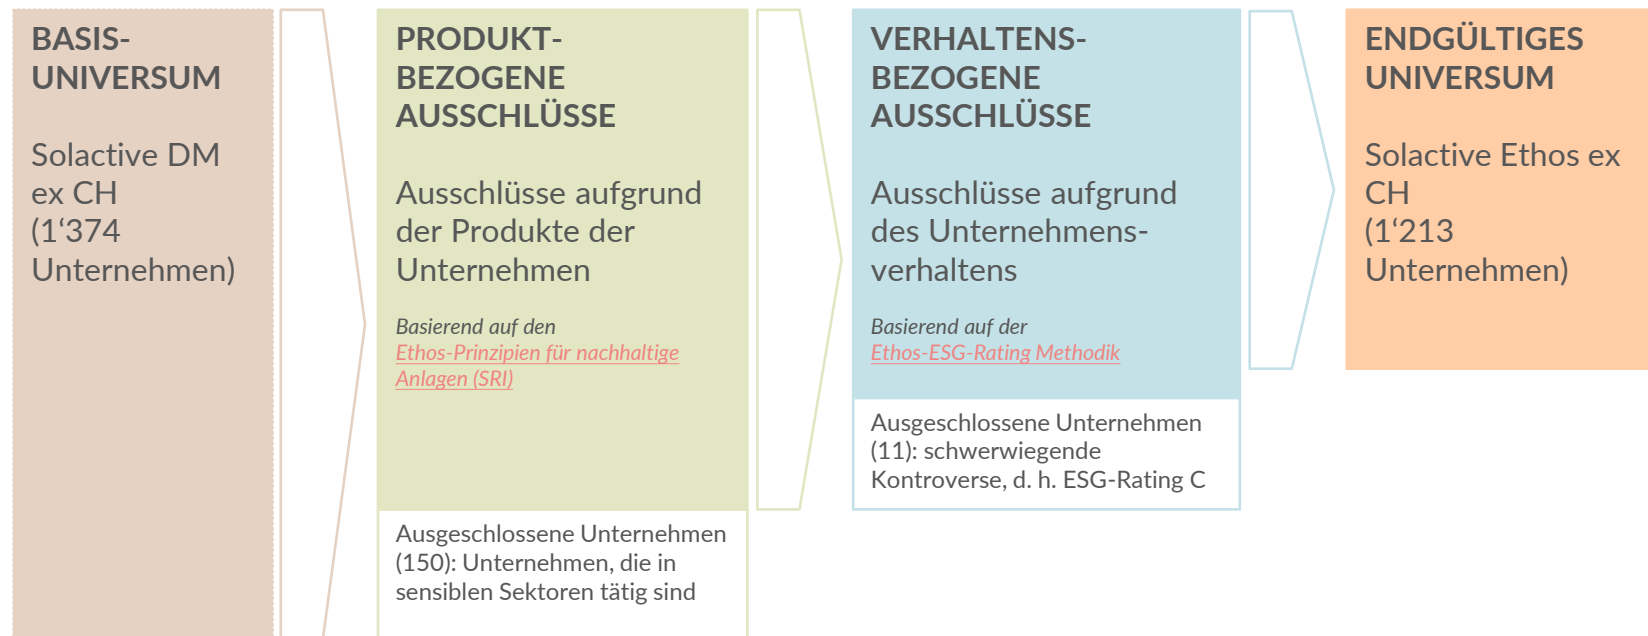 BASIS-
UNIVERSUM
Solactive DM
ex CH
(1‘374
Unternehmen)
PRODUKT-
BEZOGENE
AUSSCHLÜSSE
Ausschlüsse aufgrund
der Produkte der
Unternehmen
Basierend auf den
Ethos-Prinzipien für nachhaltige
Anlagen (SRI)
Ausgeschlossene Unternehmen
(150): Unternehmen, die in
sensiblen Sektoren tätig sind
VERHALTENS-
BEZOGENE
AUSSCHLÜSSE
Ausschlüsse aufgrund
des Unternehmens-
verhaltens
Basierend auf der
Ethos-ESG-Rating Methodik
Ausgeschlossene Unternehmen
(11): schwerwiegende
Kontroverse, d. h. ESG-Rating C
ENDGÜLTIGES
UNIVERSUM
Solactive Ethos ex
CH
(1‘213
Unternehmen)